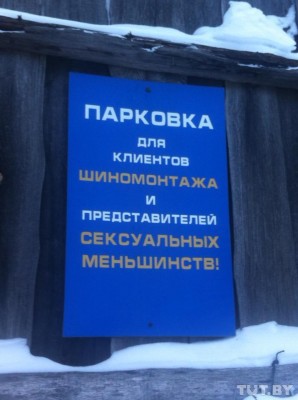 ПАРКОВКА
ДЛЯ
КЛИЕНТОВ
ШИНОМОНТАЖА
И
ПРЕДСТАВИТЕЛЕЙ
СЕКСУАЛЬНЫХ
МЕНЬШИНСТВ!
TUT.BY